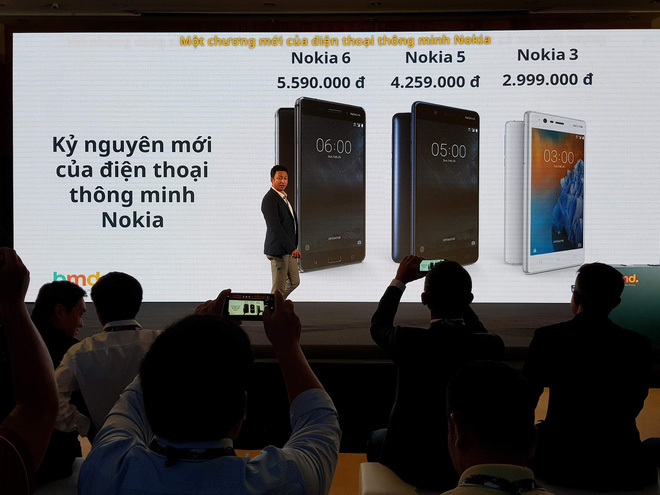 Một chương mới của điện thoại thông minh Nokia
Nokia 6
5.590.000 đ
Nokia 5
4.259.000 đ
Nokia 3
2.999.000 đ
Kỷ nguyên mới
của điện thoại
thông minh
Nokia
06:00
05:00
03:00
bmd.
md.